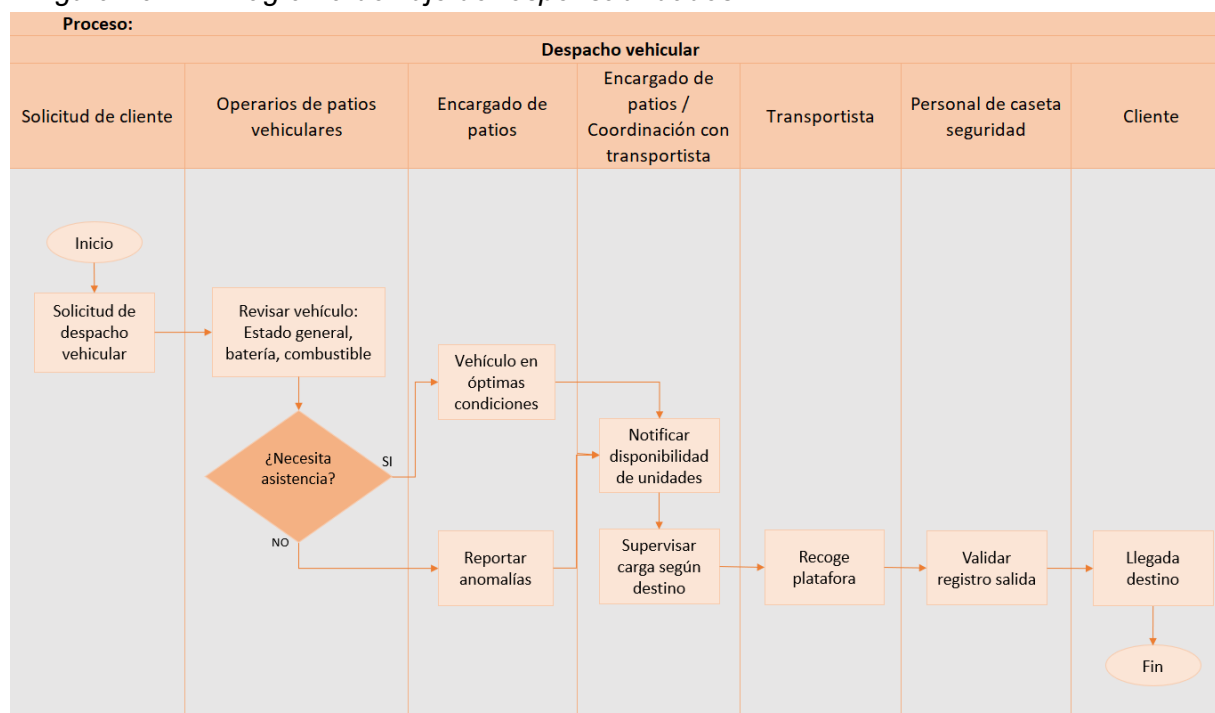 Proceso:
Despacho vehicular
Solicitud de cliente
Operarios de patios
vehiculares
Encargado de
patios
Encargado de
patios /
Coordinación con
transportista
Transportista
Personal de caseta
seguridad
Cliente
Inicio
Solicitud de
despacho
vehicular
Revisar vehículo:
Estado general,
batería, combustible
¿Necesita
asistencia?
SI
NO
Vehículo en
óptimas
condiciones
Reportar
anomalías
Notificar
disponibilidad
de unidades
Supervisar
carga según
destino
Recoge
platafora
Validar
registro salida
Llegada
destino
Fin